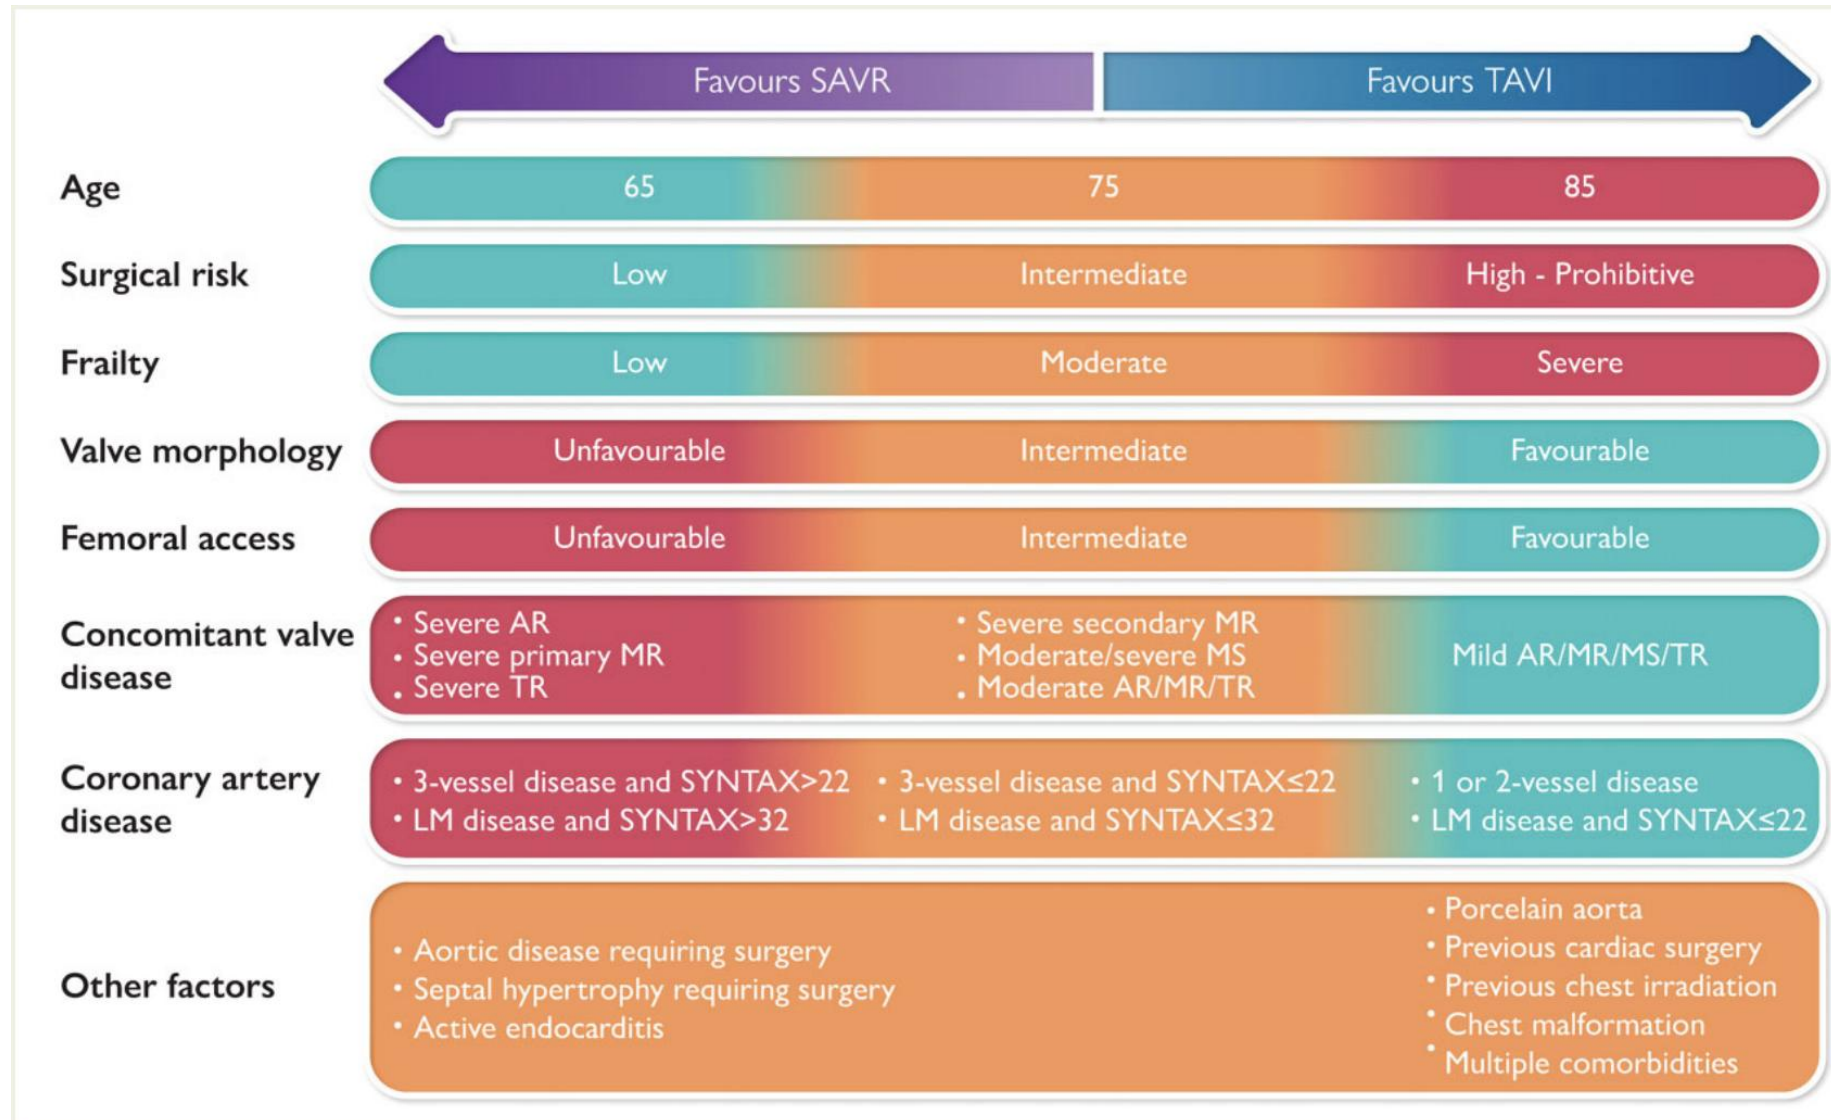 Favours SAVR Favours TAVI
Age 65 75 85
Surgical risk Low Intermediate High - Prohibitive
Frailty Low Moderate Severe
Valve morphology Unfavourable Intermediate Favourable
Femoral access Unfavourable Intermediate Favourable
Concomitant valve
disease
• Severe AR
• Severe primary MR
• Severe TR
• Severe secondary MR
• Moderate/severe MS
• Moderate AR/MR/TR
Mild AR/MR/MS/TR
Coronary artery
disease
• 3-vessel disease and SYNTAX>22
• LM disease and SYNTAX>32
• 3-vessel disease and SYNTAX≤22
• LM disease and SYNTAX≤32
• 1 or 2-vessel disease
• LM disease and SYNTAX≤22
Other factors
• Aortic disease requiring surgery
• Septal hypertrophy requiring surgery
• Active endocarditis
• Porcelain aorta
• Previous cardiac surgery
• Previous chest irradiation
• Chest malformation
• Multiple comorbidities